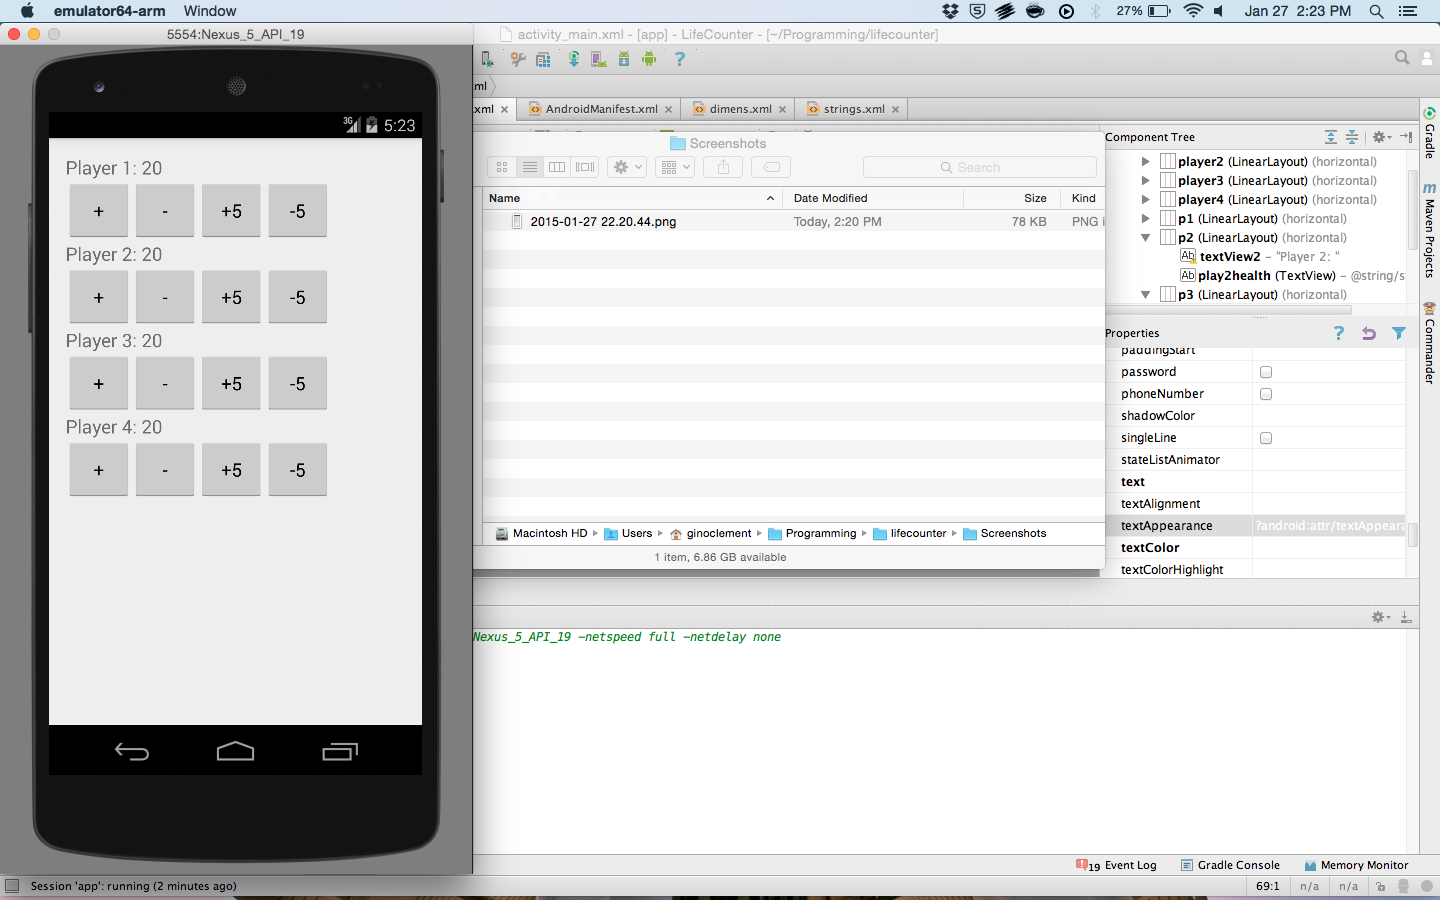 emulator64-arm Window 27% Jan 27 2:23 PM
5554:Nexus_5_API_19
activity_main.xml - [app] - LifeCounter - [~/Programming/lifecounter]
ml
.xml AndroidManifest.xml dimens.xml strings.xml
3G 5:23
Player 1: 20
+ - +5 -5
Player 2: 20
+ - +5 -5
Player 3: 20
+ - +5 -5
Player 4: 20
+ - +5 -5
Screenshots
Search
Name Date Modified Size Kind
2015-01-27 22.20.44.png Today, 2:20 PM 78 KB PNG i
Macintosh HD Users ginoclement Programming lifecounter Screenshots
1 item, 6.86 GB available
Component Tree
player2 (LinearLayout) (horizontal)
player3 (LinearLayout) (horizontal)
player4 (LinearLayout) (horizontal)
p1 (LinearLayout) (horizontal)
p2 (LinearLayout) (horizontal)
Ab textView2 – "Player 2: "
Ab play2health (TextView) – @string/s
p3 (LinearLayout) (horizontal)
Properties
paddingStart
password
phoneNumber
shadowColor
singleLine
stateListAnimator
text
textAlignment
textAppearance ?android:attr/textAppeara
textColor
textColorHighlight
Gradle
m Maven Projects
Commander
Nexus_5_API_19 -netspeed full -netdelay none
19 Event Log Gradle Console Memory Monitor
Session 'app': running (2 minutes ago) 69:1 n/a n/a